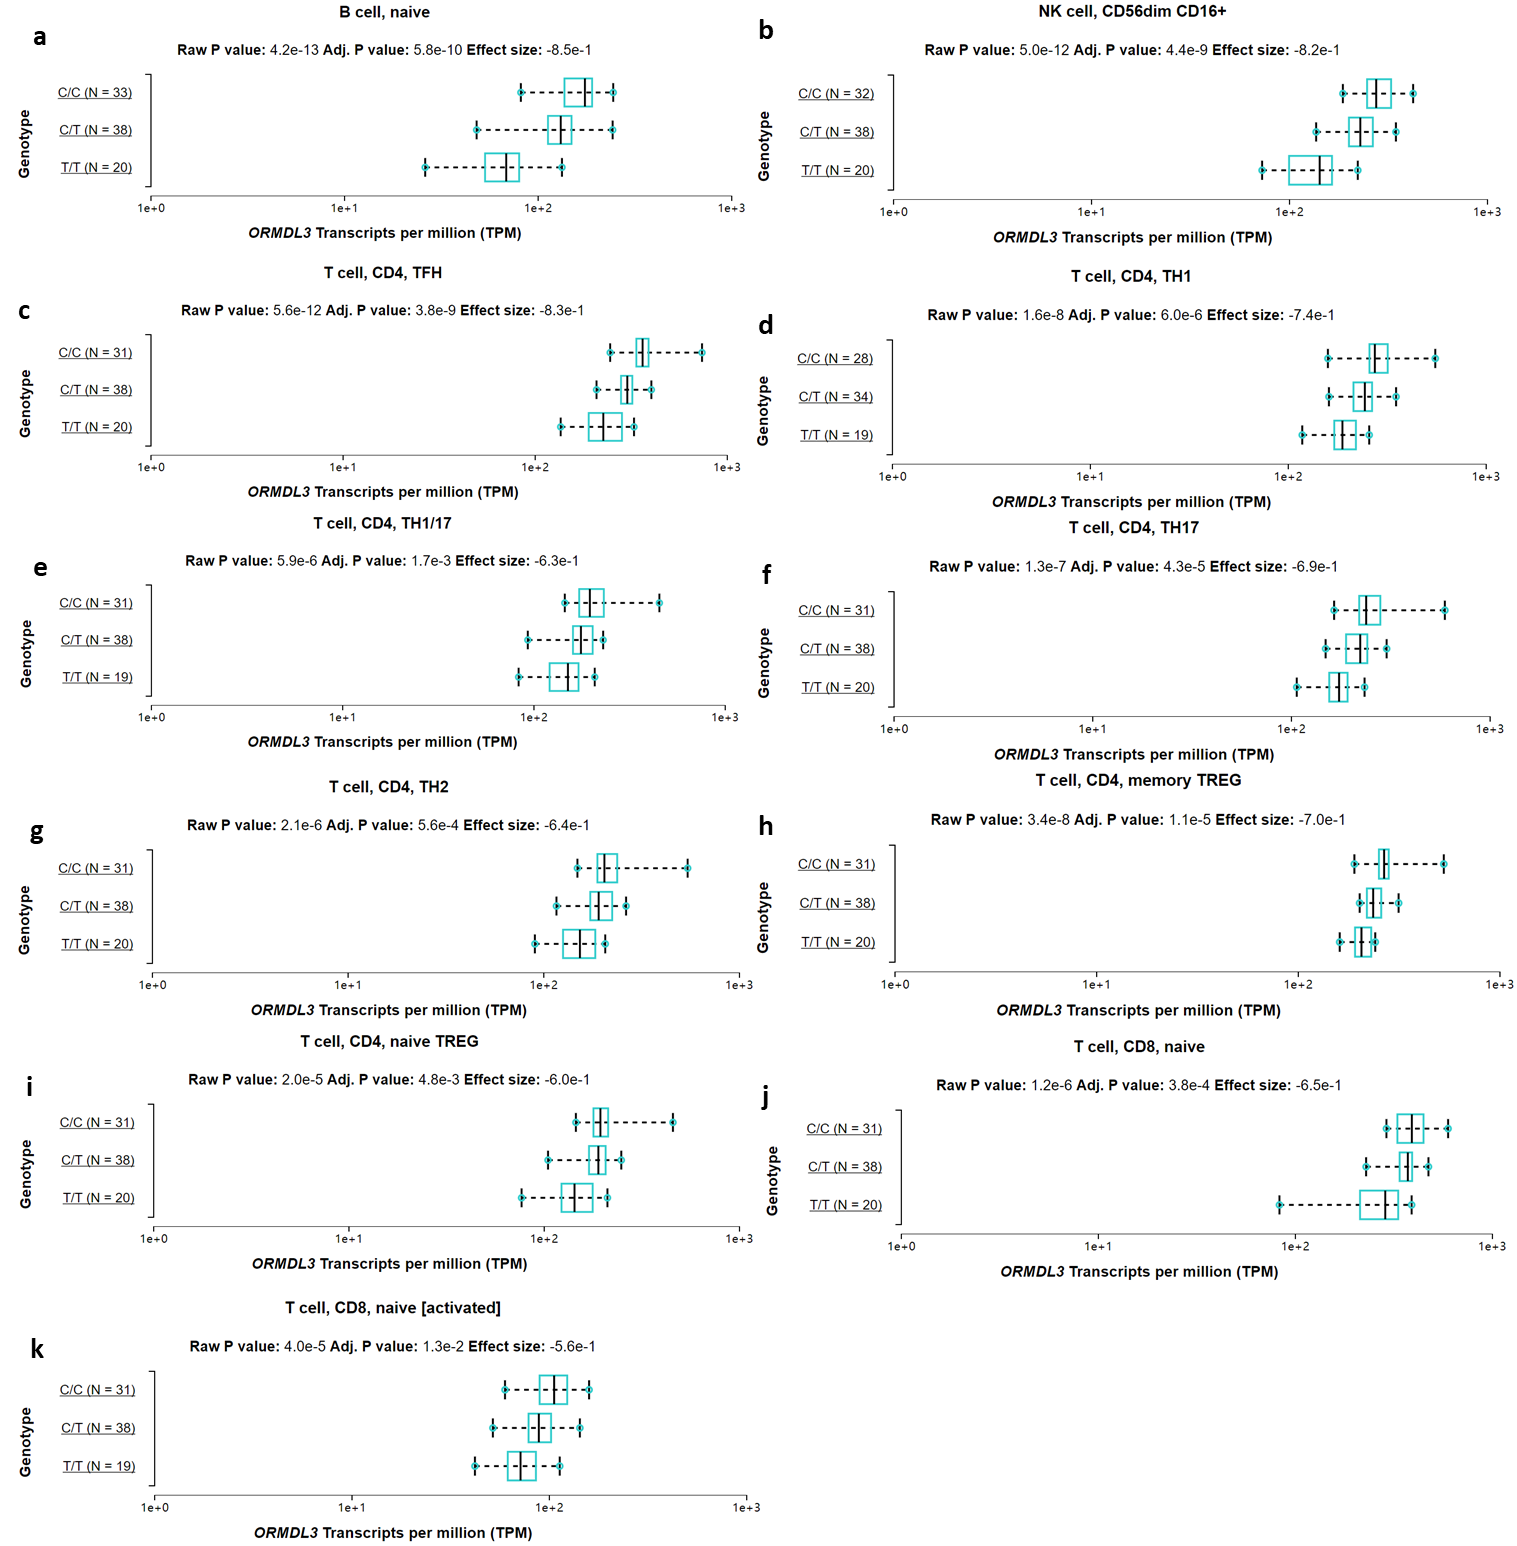 B cell, naive
a
Raw P value: 4.2e-13 Adj. P value: 5.8e-10 Effect size: -8.5e-1
Genotype
C/C (N = 33)
C/T (N = 38)
T/T (N = 20)
1e+0 1e+1 1e+2 1e+3
ORMDL3 Transcripts per million (TPM)
NK cell, CD56dim CD16+
b
Raw P value: 5.0e-12 Adj. P value: 4.4e-9 Effect size: -8.2e-1
Genotype
C/C (N = 32)
C/T (N = 38)
T/T (N = 20)
1e+0 1e+1 1e+2 1e+3
ORMDL3 Transcripts per million (TPM)
T cell, CD4, TFH
c
Raw P value: 5.6e-12 Adj. P value: 3.8e-9 Effect size: -8.3e-1
Genotype
C/C (N = 31)
C/T (N = 38)
T/T (N = 20)
1e+0 1e+1 1e+2 1e+3
ORMDL3 Transcripts per million (TPM)
T cell, CD4, TH1
d
Raw P value: 1.6e-8 Adj. P value: 6.0e-6 Effect size: -7.4e-1
Genotype
C/C (N = 28)
C/T (N = 34)
T/T (N = 19)
1e+0 1e+1 1e+2 1e+3
ORMDL3 Transcripts per million (TPM)
T cell, CD4, TH1/17
e
Raw P value: 5.9e-6 Adj. P value: 1.7e-3 Effect size: -6.3e-1
Genotype
C/C (N = 31)
C/T (N = 38)
T/T (N = 19)
1e+0 1e+1 1e+2 1e+3
ORMDL3 Transcripts per million (TPM)
T cell, CD4, TH17
f
Raw P value: 1.3e-7 Adj. P value: 4.3e-5 Effect size: -6.9e-1
Genotype
C/C (N = 31)
C/T (N = 38)
T/T (N = 20)
1e+0 1e+1 1e+2 1e+3
ORMDL3 Transcripts per million (TPM)
T cell, CD4, TH2
g
Raw P value: 2.1e-6 Adj. P value: 5.6e-4 Effect size: -6.4e-1
Genotype
C/C (N = 31)
C/T (N = 38)
T/T (N = 20)
1e+0 1e+1 1e+2 1e+3
ORMDL3 Transcripts per million (TPM)
T cell, CD4, memory TREG
h
Raw P value: 3.4e-8 Adj. P value: 1.1e-5 Effect size: -7.0e-1
Genotype
C/C (N = 31)
C/T (N = 38)
T/T (N = 20)
1e+0 1e+1 1e+2 1e+3
ORMDL3 Transcripts per million (TPM)
T cell, CD4, naive TREG
i
Raw P value: 2.0e-5 Adj. P value: 4.8e-3 Effect size: -6.0e-1
Genotype
C/C (N = 31)
C/T (N = 38)
T/T (N = 20)
1e+0 1e+1 1e+2 1e+3
ORMDL3 Transcripts per million (TPM)
T cell, CD8, naive
j
Raw P value: 1.2e-6 Adj. P value: 3.8e-4 Effect size: -6.5e-1
Genotype
C/C (N = 31)
C/T (N = 38)
T/T (N = 20)
1e+0 1e+1 1e+2 1e+3
ORMDL3 Transcripts per million (TPM)
T cell, CD8, naive [activated]
k
Raw P value: 4.0e-5 Adj. P value: 1.3e-2 Effect size: -5.6e-1
Genotype
C/C (N = 31)
C/T (N = 38)
T/T (N = 19)
1e+0 1e+1 1e+2 1e+3
ORMDL3 Transcripts per million (TPM)